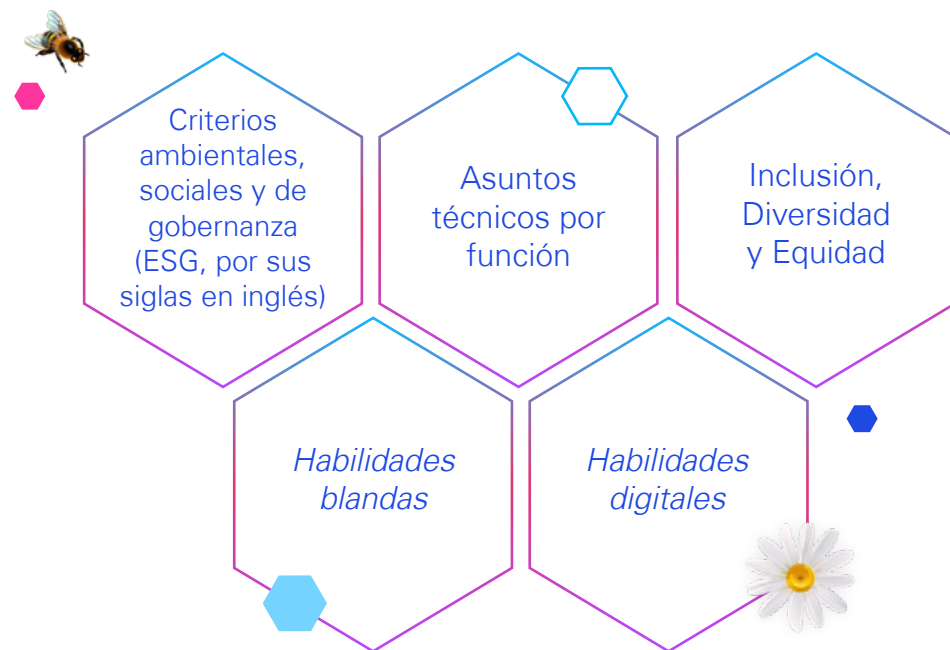 Criterios
ambientales,
sociales y de
gobernanza
(ESG, por sus
siglas en inglés)
Asuntos
técnicos por
función
Inclusión,
Diversidad
y Equidad
Habilidades
blandas
Habilidades
digitales